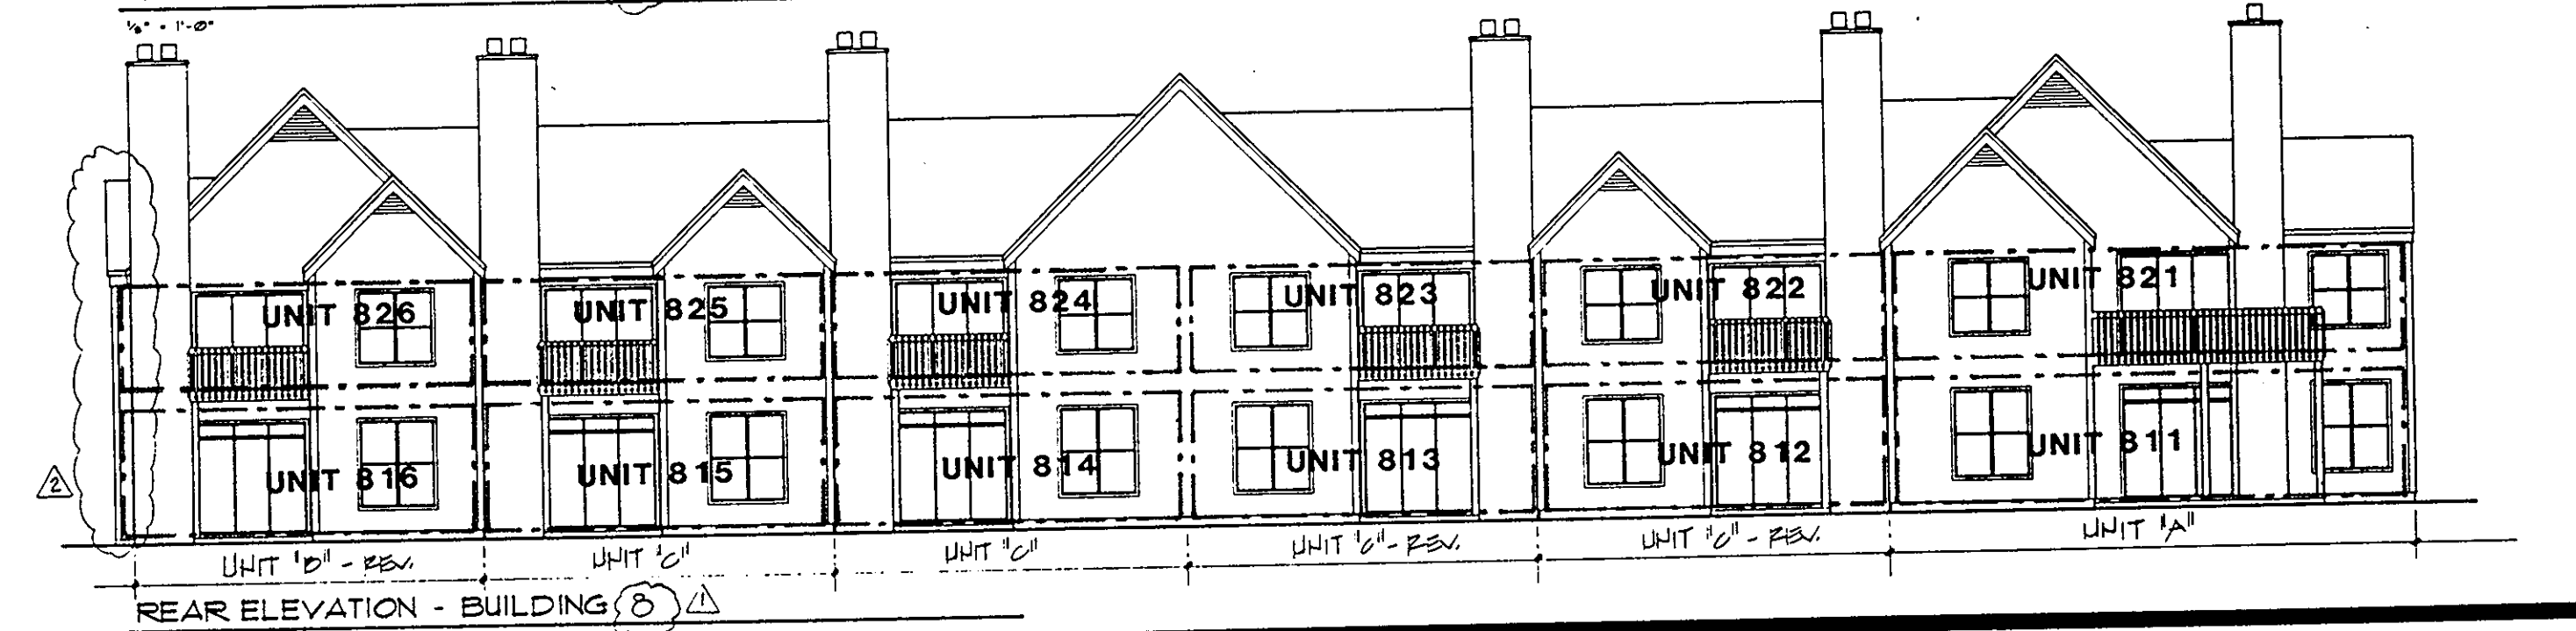 1/8" = 1'-0"
UNIT 826 UNIT 825 UNIT 824 UNIT 823 UNIT 822 UNIT 821
UNIT 816 UNIT 815 UNIT 814 UNIT 813 UNIT 812 UNIT 811
2
UNIT "B" - REV. UNIT "C" UNIT "C" UNIT "C" - REV. UNIT "C" - REV. UNIT "A"
REAR ELEVATION - BUILDING 8 1